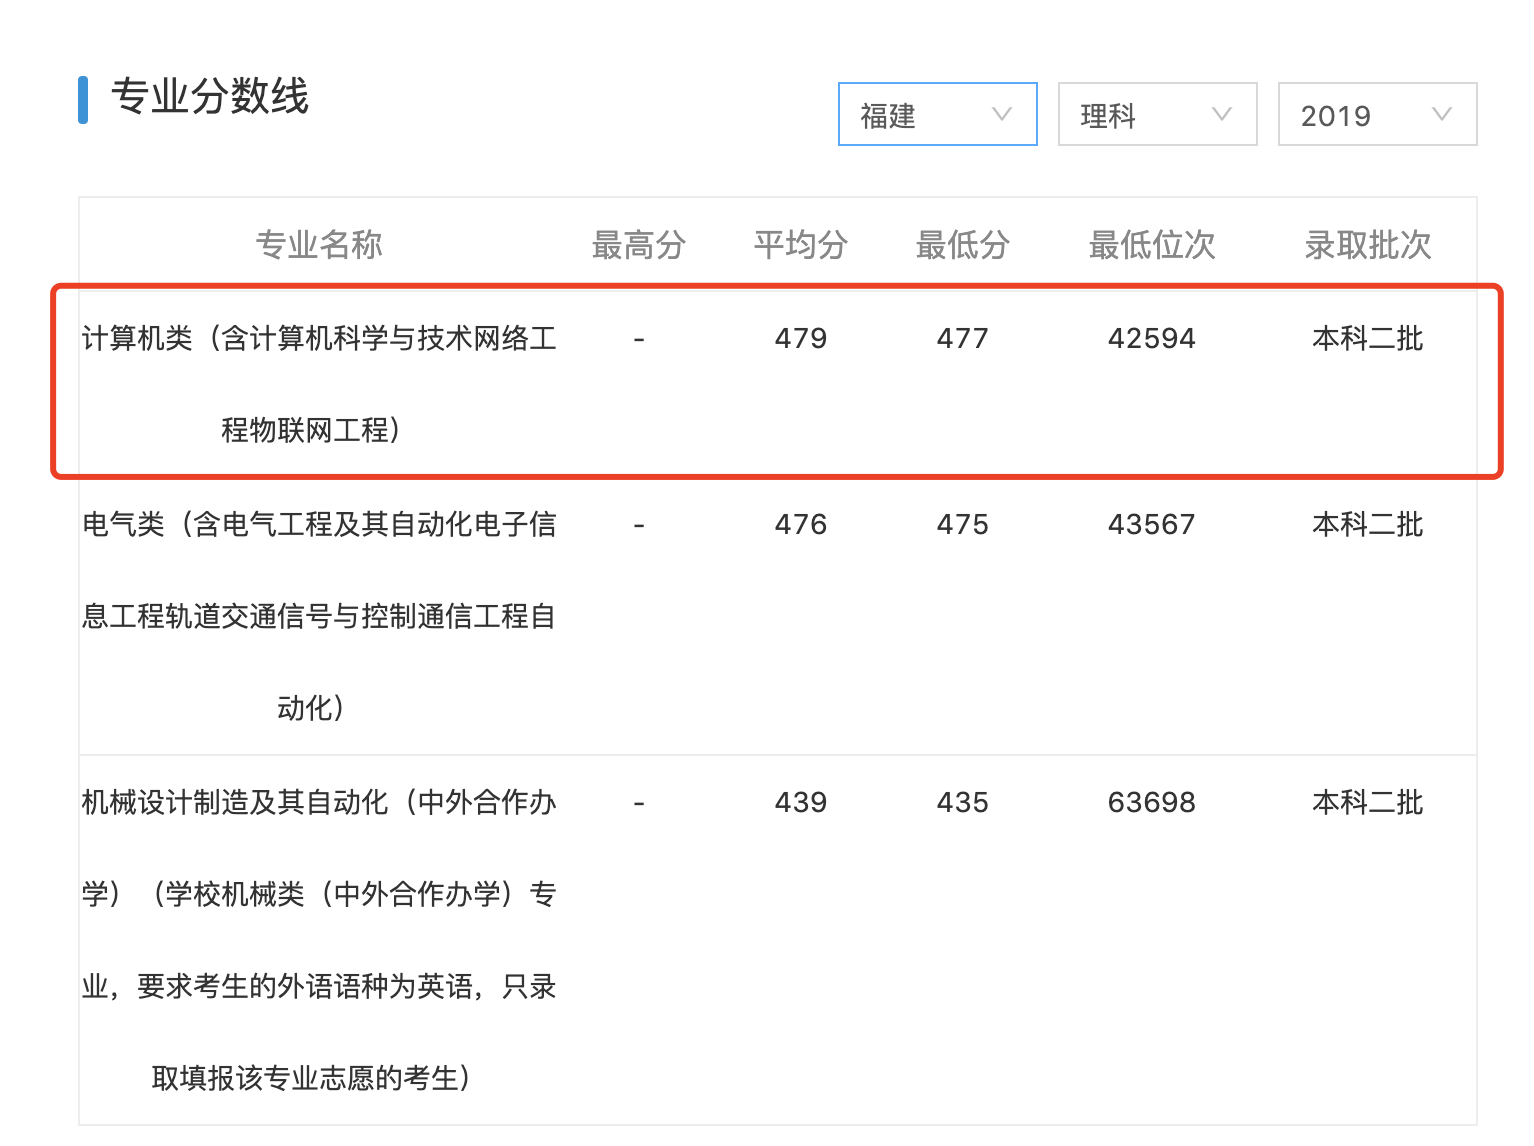 专业分数线
福建
理科
2019
专业名称 最高分 平均分 最低分 最低位次 录取批次
计算机类（含计算机科学与技术网络工 - 479 477 42594 本科二批
程物联网工程）
电气类（含电气工程及其自动化电子信 - 476 475 43567 本科二批
息工程轨道交通信号与控制通信工程自
动化）
机械设计制造及其自动化（中外合作办 - 439 435 63698 本科二批
学）（学校机械类（中外合作办学）专
业，要求考生的外语语种为英语，只录
取填报该专业志愿的考生）